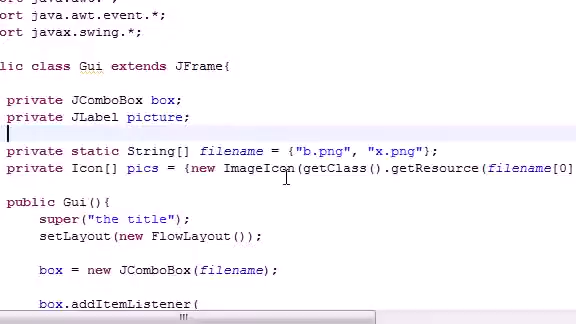 ort java.awt.event.*;
ort javax.swing.*;
lic class Gui extends JFrame{
private JComboBox box;
private JLabel picture;
private static String[] filename = {"b.png", "x.png"};
private Icon[] pics = {new ImageIcon(getClass().getResource(filename[0]
public Gui(){
super("the title");
setLayout(new FlowLayout());
box = new JComboBox(filename);
box.addItemListener(